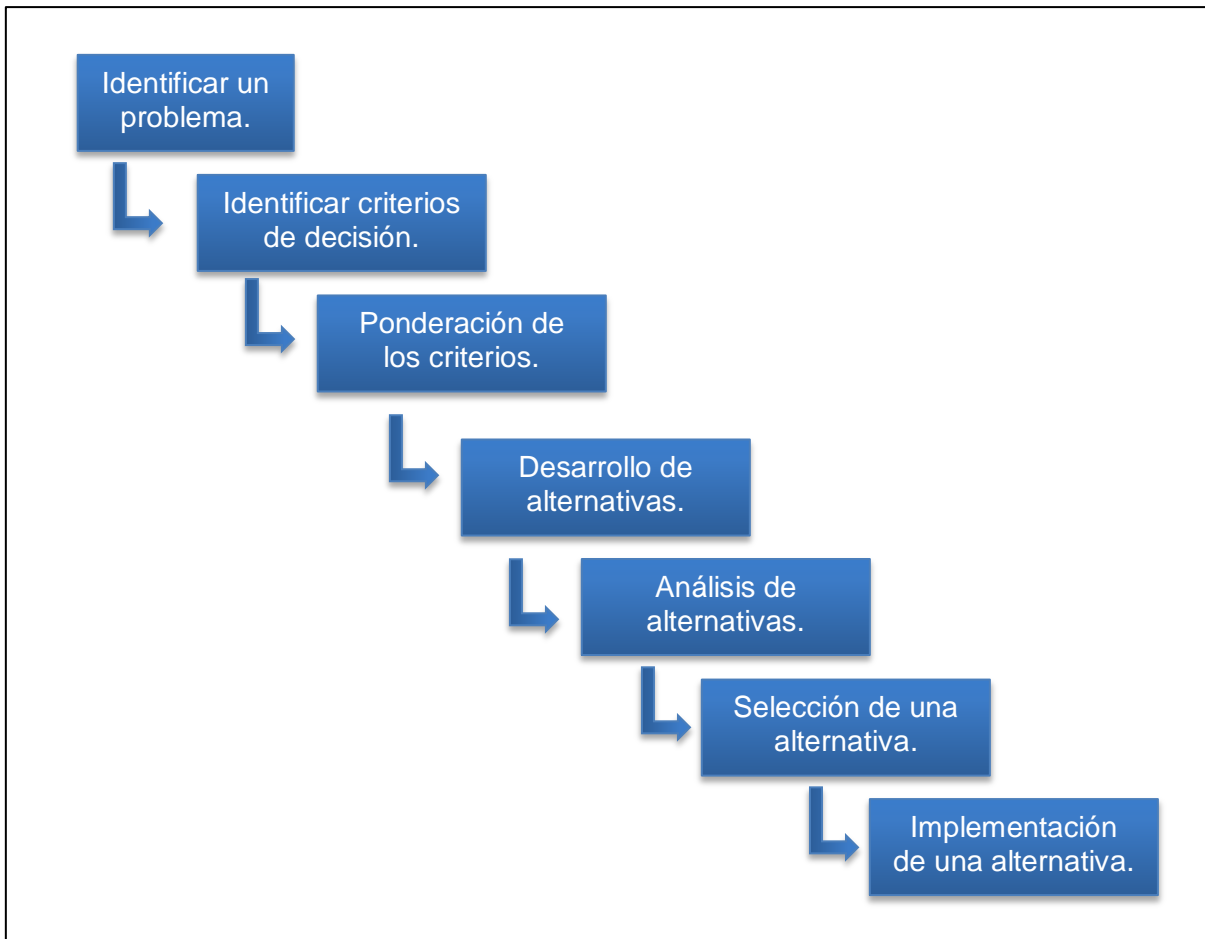 Identificar un
problema.
Identificar criterios
de decisión.
Ponderación de
los criterios.
Desarrollo de
alternativas.
Análisis de
alternativas.
Selección de una
alternativa.
Implementación
de una alternativa.